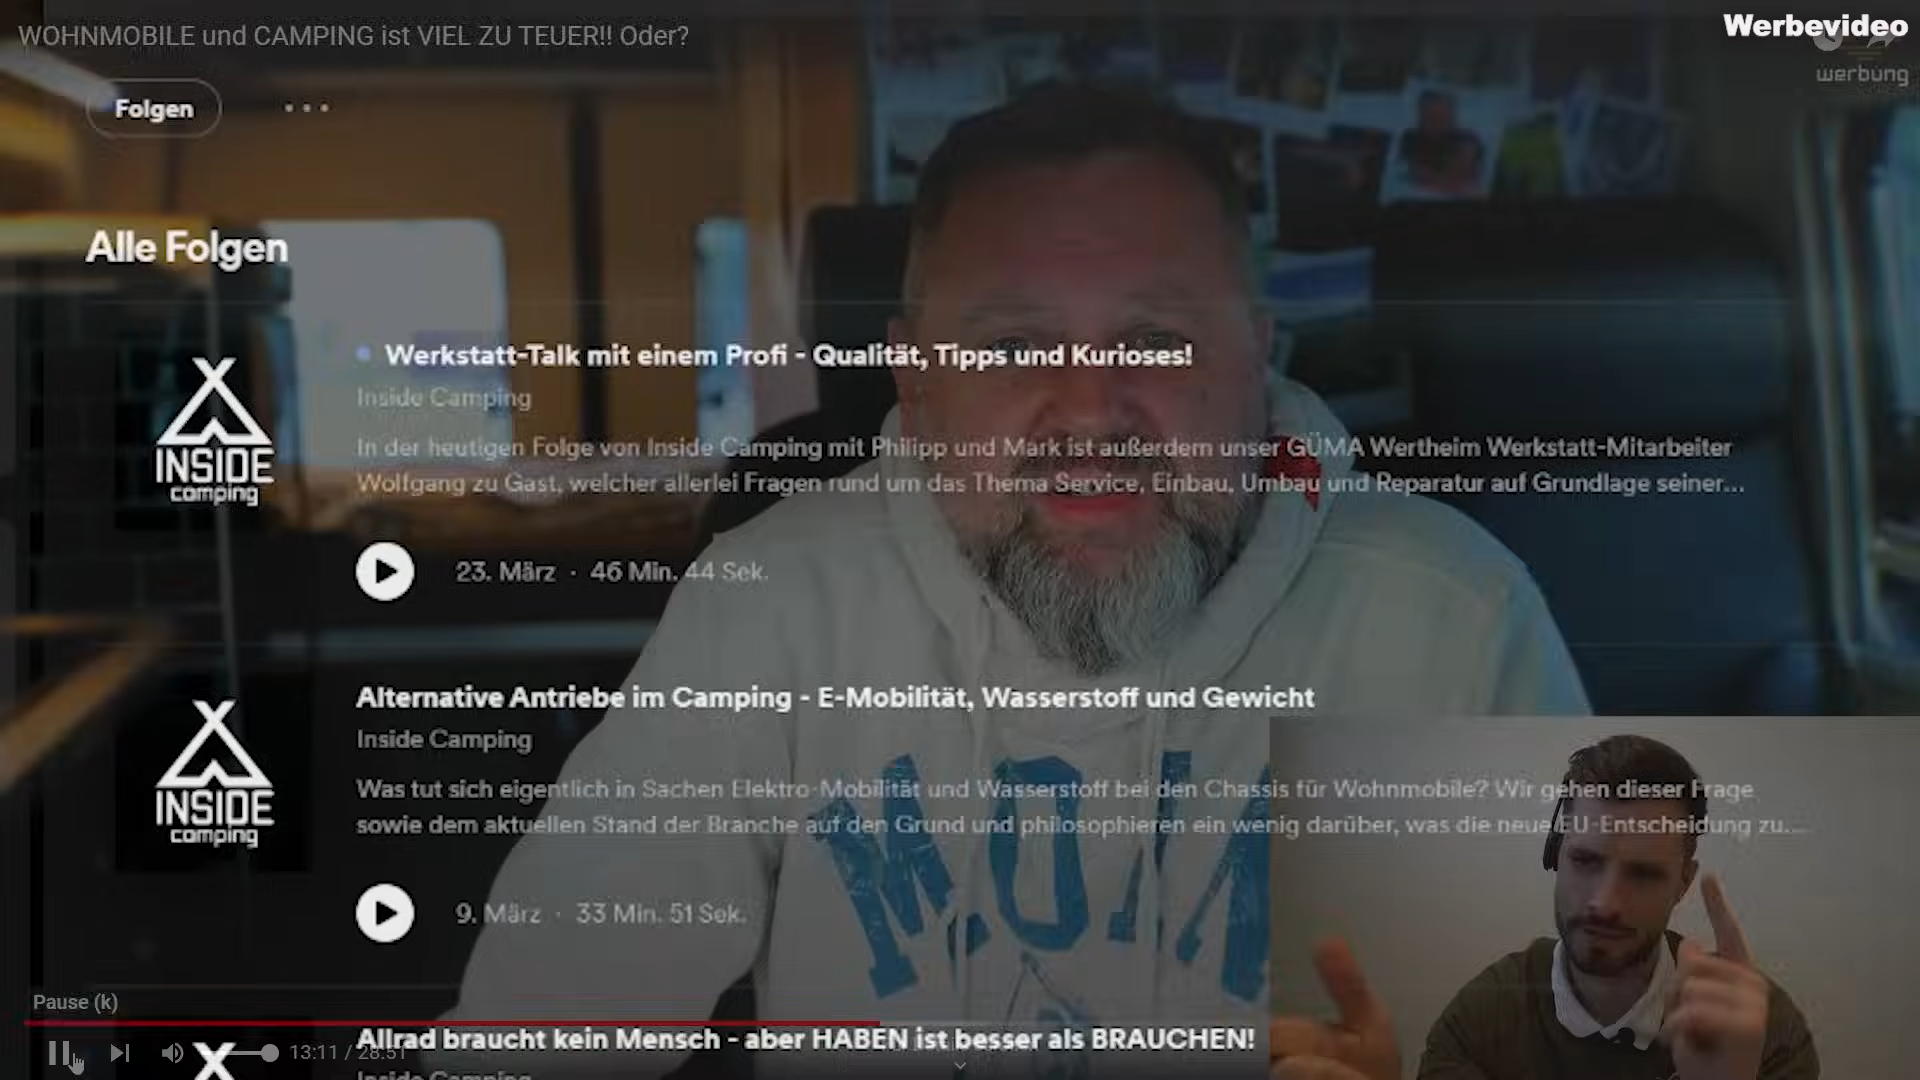 WOHNMOBILE und CAMPING ist VIEL ZU TEUER!! Oder?
Werbevideo
werbung
Folgen
Alle Folgen
Werkstatt-Talk mit einem Profi - Qualität, Tipps und Kurioses!
Inside Camping
In der heutigen Folge von Inside Camping mit Philipp und Mark ist außerdem unser GÜMA Wertheim Werkstatt-Mitarbeiter
Wolfgang zu Gast, welcher allerlei Fragen rund um das Thema Service, Einbau, Umbau und Reparatur auf Grundlage seiner...
INSIDE
camping
23. März · 46 Min. 44 Sek.
Alternative Antriebe im Camping - E-Mobilität, Wasserstoff und Gewicht
Inside Camping
Was tut sich eigentlich in Sachen Elektro-Mobilität und Wasserstoff bei den Chassis für Wohnmobile? Wir gehen dieser Frage
sowie dem aktuellen Stand der Branche auf den Grund und philosophieren ein wenig darüber, was die neue EU-Entscheidung zu...
INSIDE
camping
9. März · 33 Min. 51 Sek.
Pause (k)
Allrad braucht kein Mensch - aber HABEN ist besser als BRAUCHEN!
13:11 / 28:51
Inside Camping